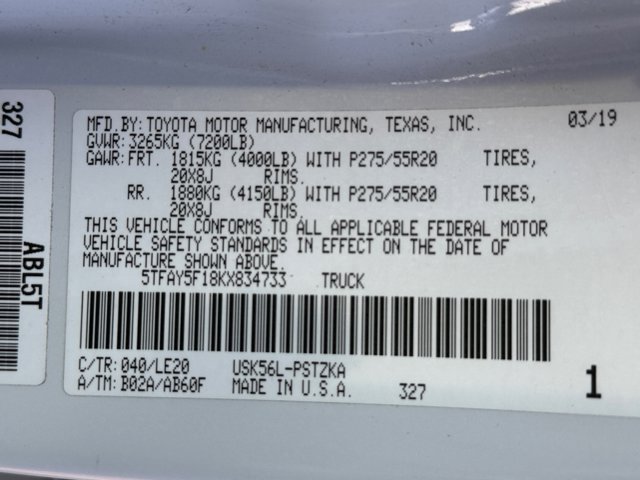 MFD.BY:TOYOTA MOTOR MANUFACTURING, TEXAS, INC. 03/19
GVWR:3265KG (7200LB)
GAWR:FRT. 1815KG (4000LB) WITH P275/55R20 TIRES,
20X8J RIMS.
RR. 1880KG (4150LB) WITH P275/55R20 TIRES,
20X8J RIMS.
THIS VEHICLE CONFORMS TO ALL APPLICABLE FEDERAL MOTOR
VEHICLE SAFETY STANDARDS IN EFFECT ON THE DATE OF
MANUFACTURE SHOWN ABOVE.
5TFAY5F18KX834733 TRUCK
C/TR:040/LE20 USK56L-PSTZKA
A/TM:B02A/AB60F MADE IN U.S.A. 327 1
327
ABL5T